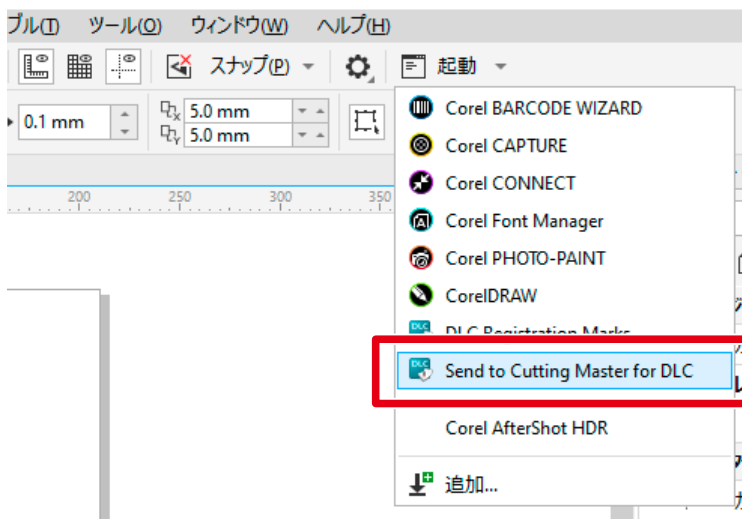 ブル(T) ツール(O) ウィンドウ(W) ヘルプ(H)
スナップ(P) 起動
0.1 mm
X 5.0 mm
Y 5.0 mm
200 250 300 350
Corel BARCODE WIZARD
Corel CAPTURE
Corel CONNECT
Corel Font Manager
Corel PHOTO-PAINT
CorelDRAW
DLC DLC Registration Marks
DLC Send to Cutting Master for DLC
Corel AfterShot HDR
追加...